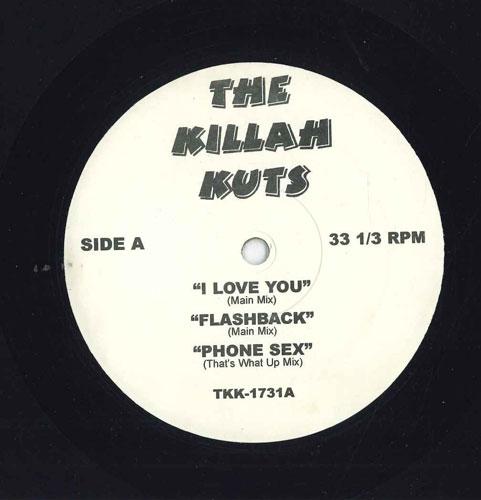 THE
KILLAH
KUTS
SIDE A
33 1/3 RPM
“I LOVE YOU”
(Main Mix)
“FLASHBACK”
(Main Mix)
“PHONE SEX”
(That's What Up Mix)
TKK-1731A